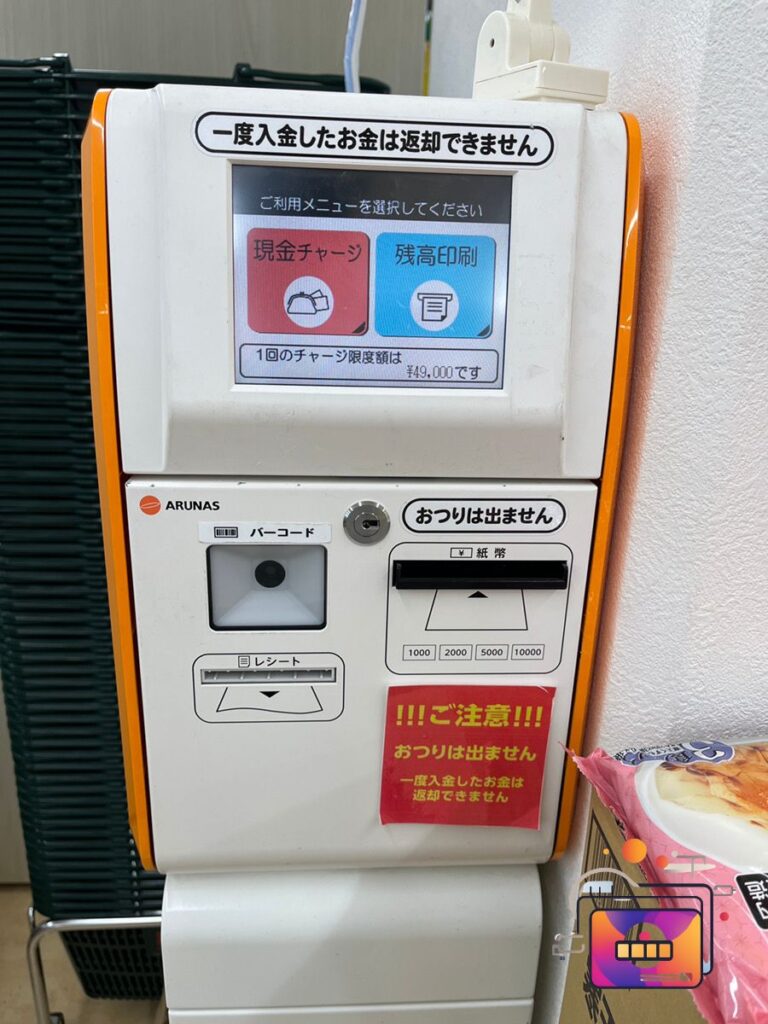 一度入金したお金は返却できません
ご利用メニューを選択してください
現金チャージ
残高印刷
1回のチャージ限度額は
¥49,000です
ARUNAS
おつりは出ません
バーコード
¥ 紙幣
1000 2000 5000 10000
レシート
!!!ご注意!!!
おつりは出ません
一度入金したお金は
返却できません